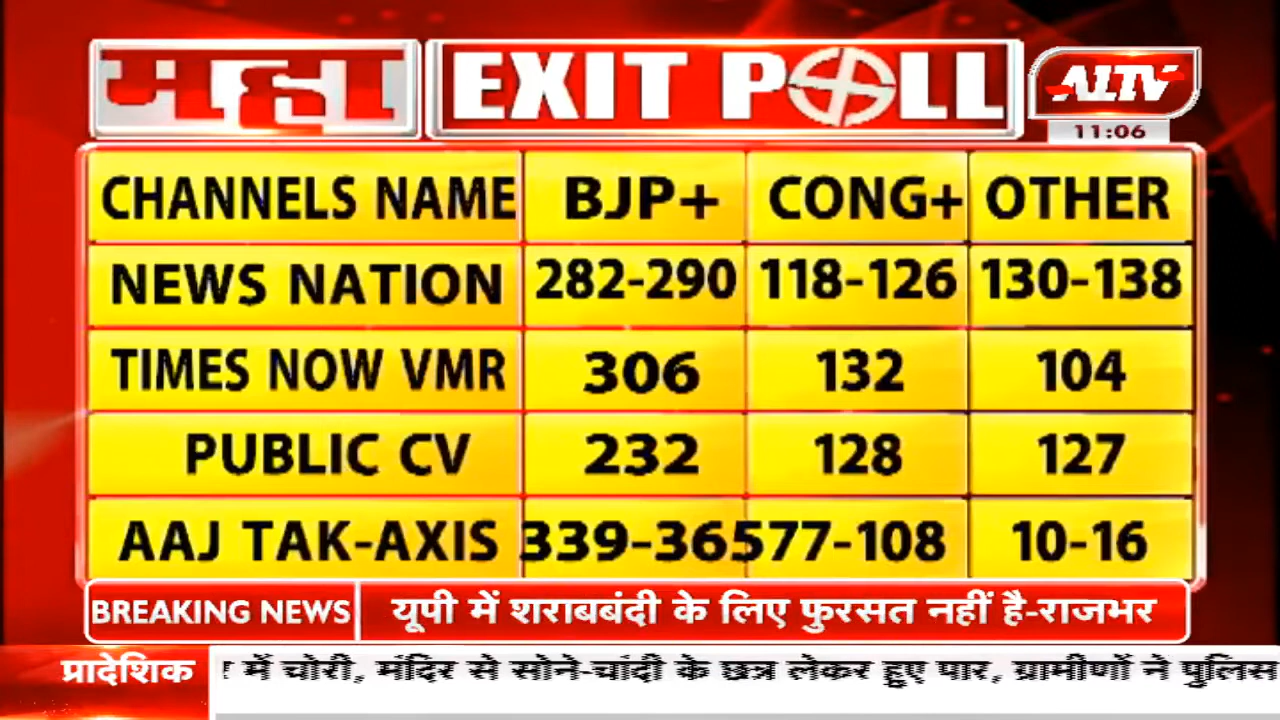 महा EXIT POLL ALTV
11:06
CHANNELS NAME BJP+ CONG+ OTHER
NEWS NATION 282-290 118-126 130-138
TIMES NOW VMR 306 132 104
PUBLIC CV 232 128 127
AAJ TAK-AXIS 339-365 77-108 10-16
BREAKING NEWS यूपी में शराबबंदी के लिए फुरसत नहीं है-राजभर
प्रादेशिक में चोरी, मंदिर से सोने-चांदी के छत्र लेकर हुए पार, ग्रामीणों ने पुलिस